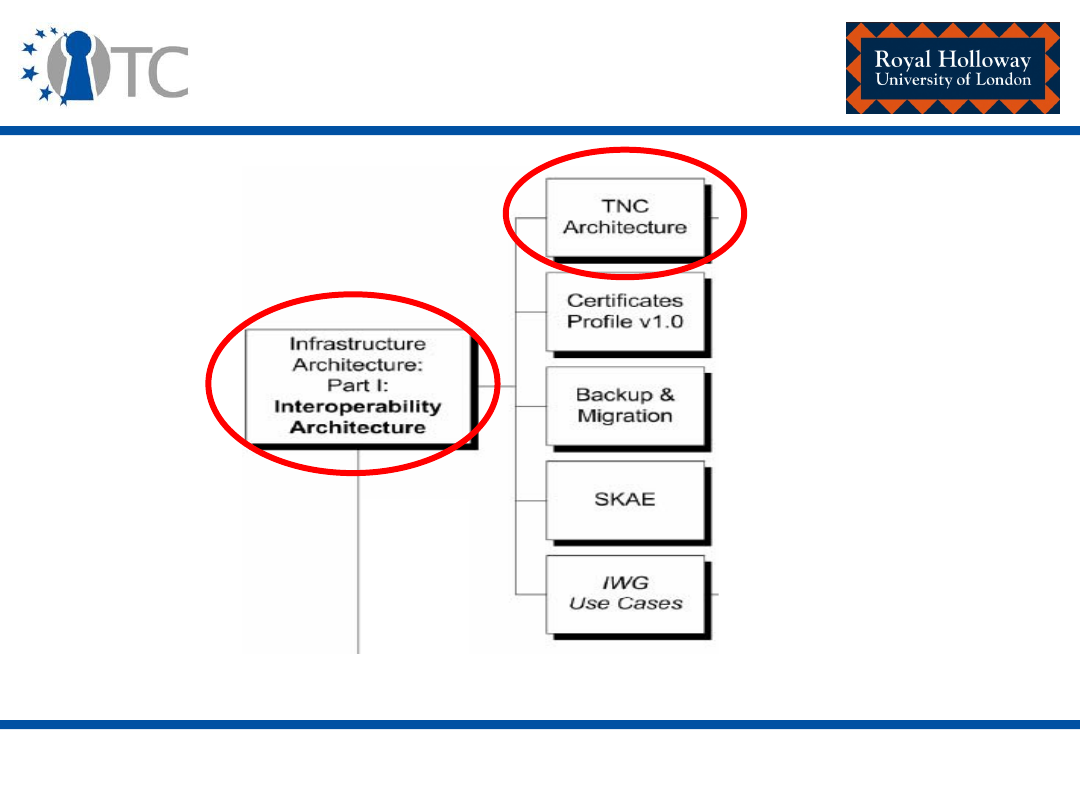 TC
Royal Holloway
University of London
TNC
Architecture
Certificates
Profile v1.0
Infrastructure
Architecture:
Part I:
Interoperability
Architecture
Backup &
Migration
SKAE
IWG
Use Cases